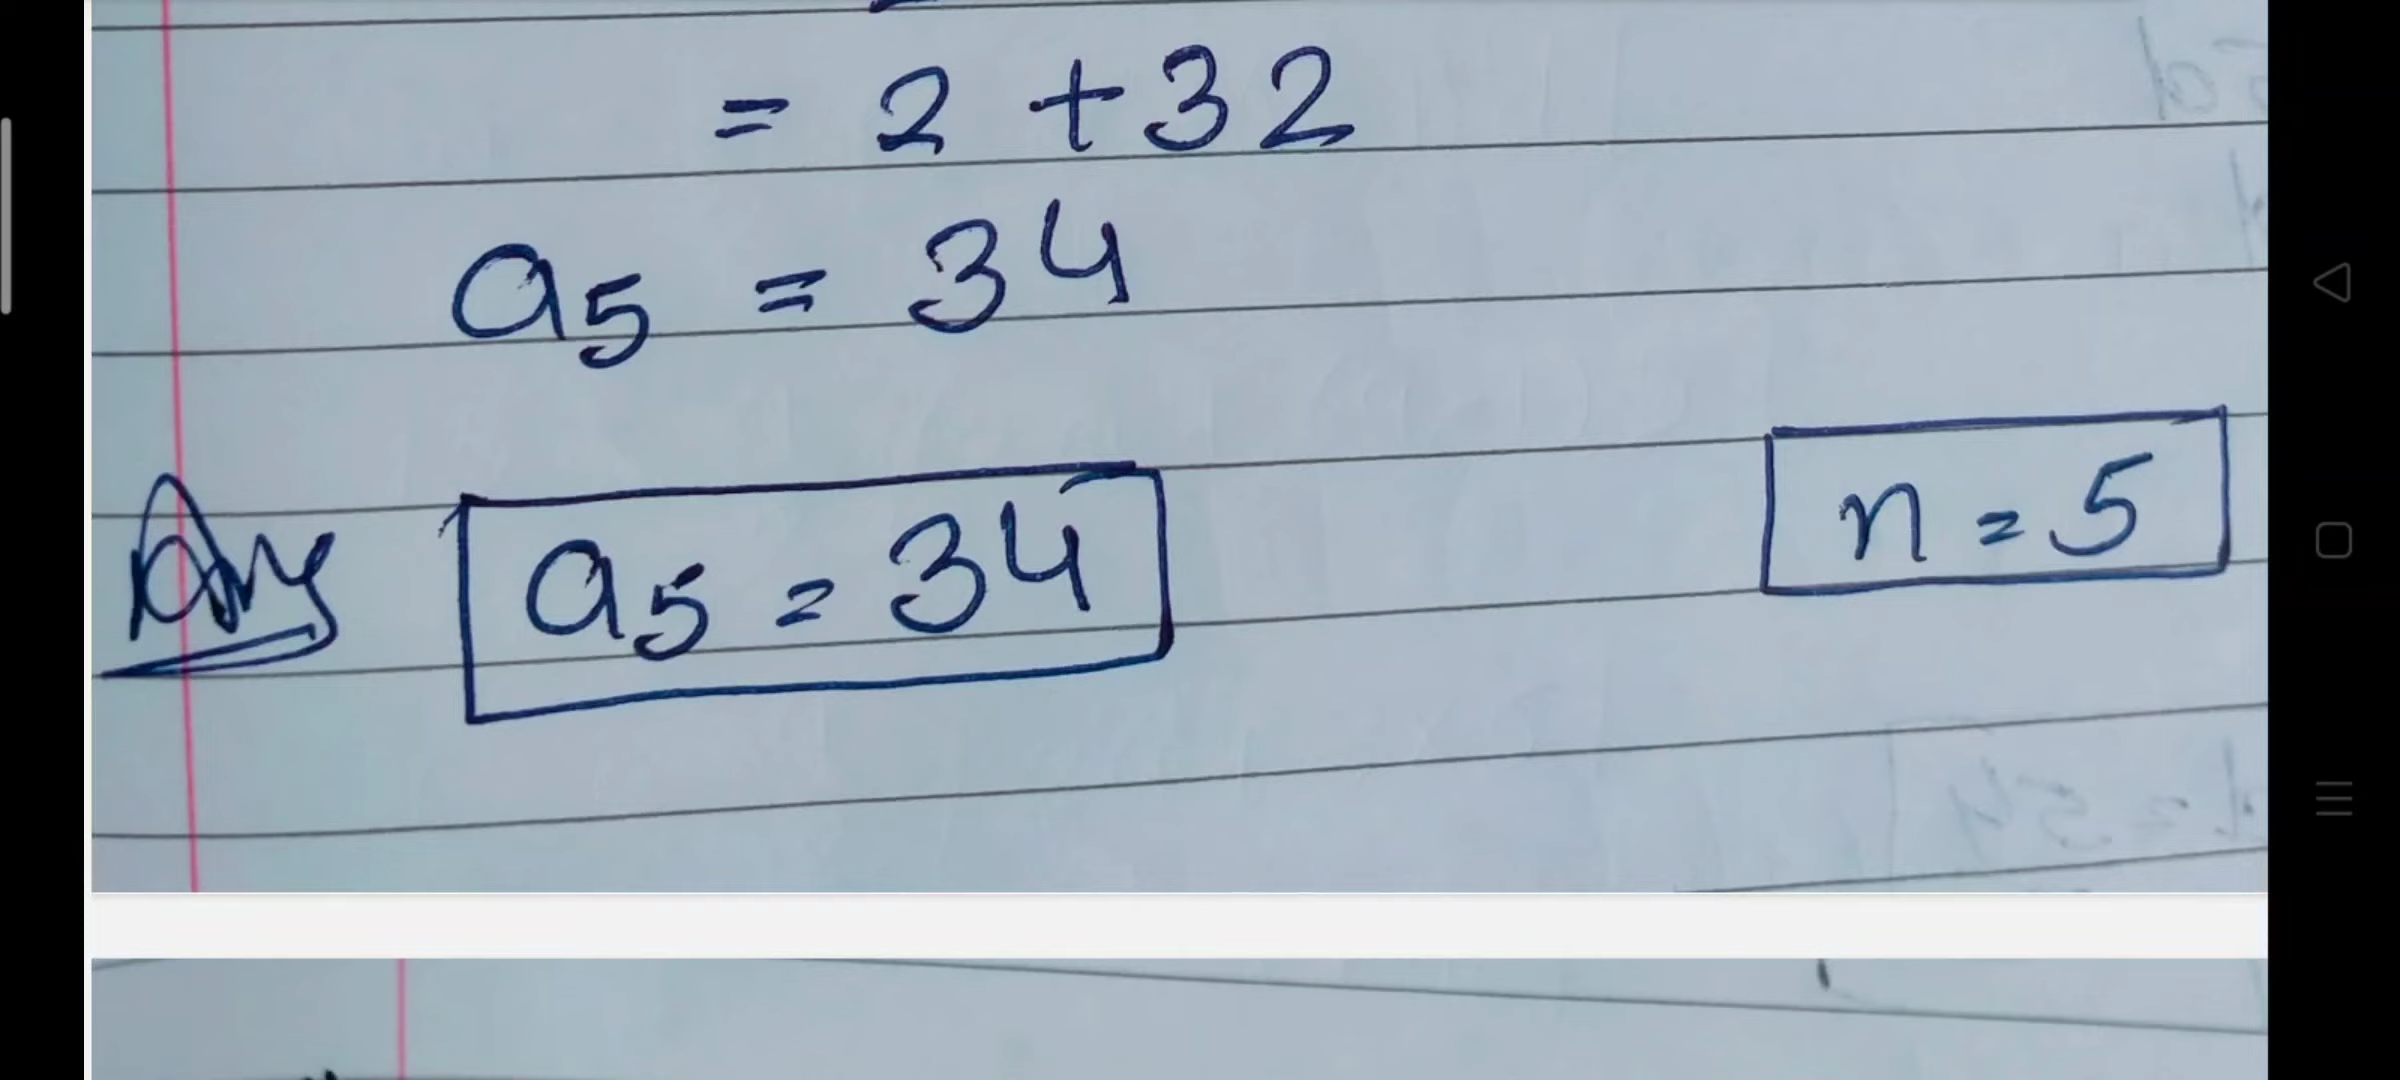 = 2 + 32
a5 = 34
n = 5
Ans a5 = 34